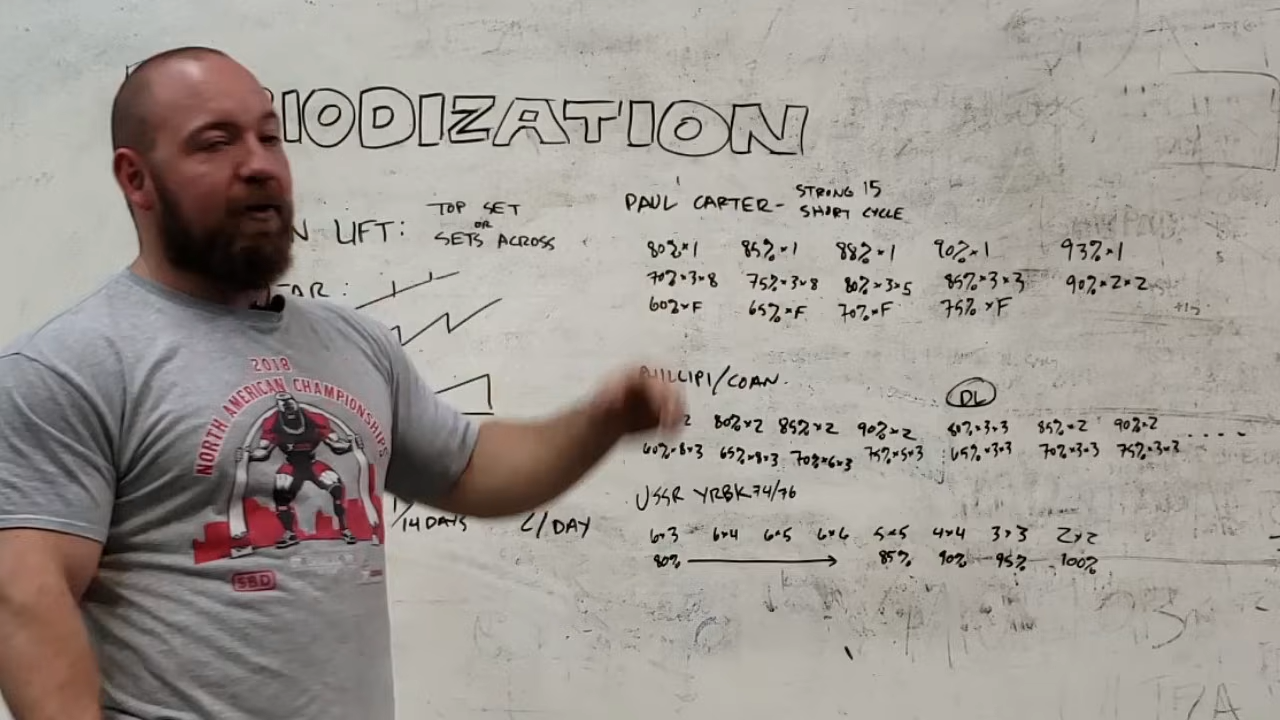 IODIZATION
N LIFT: TOP SET
OR
SETS ACROSS
AR:
14 DAYS
/DAY
PAUL CARTER- STRONG 15
SHORT CYCLE
80%×1 85%×1 88%×1 90%×1 93%×1
70%×3×8 75%×3×8 80%×3×5 85%×3×3 90%×2×2
60%×F 65%×F 70%×F 75%×F
+15
PHILLIPI/COAN.
DL
2 80%×2 85%×2 90%×2 80%×3×3 85%×2 90%×2 ....
60%×8×3 65%×8×3 70%×6×3 75%×5×3 65%×3×3 70%×3×3 75%×3×3
USSR YRBK 74/76
6×3 6×4 6×5 6×6 5×5 4×4 3×3 2×2
80% 85% 90% 95% 100%
2018
NORTH AMERICAN CHAMPIONSHIPS
SBD